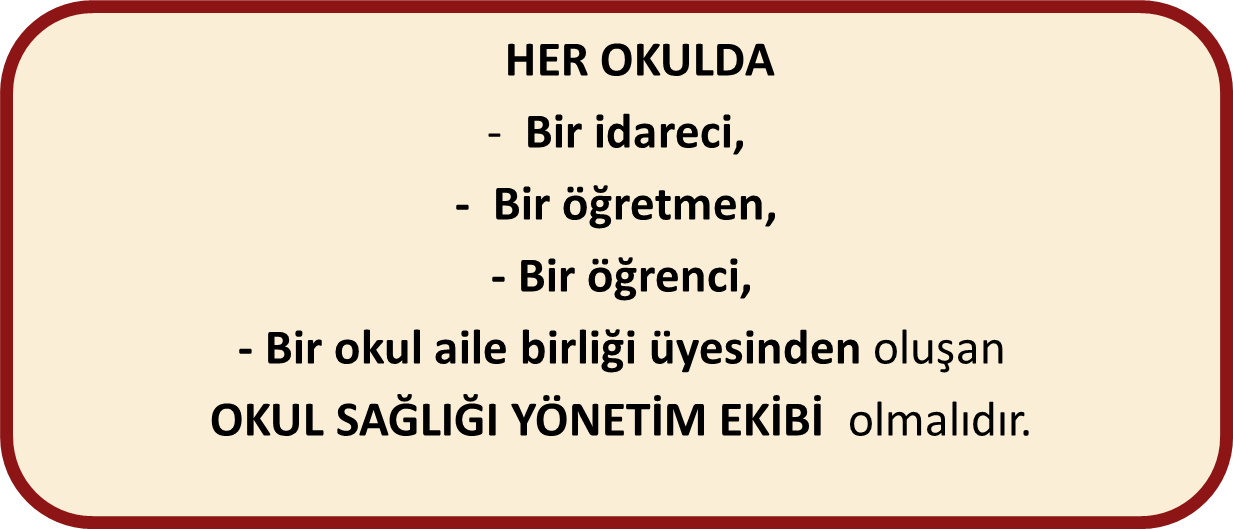 HER OKULDA
- Bir idareci,
- Bir öğretmen,
- Bir öğrenci,
- Bir okul aile birliği üyesinden oluşan
OKUL SAĞLIĞI YÖNETİM EKİBİ olmalıdır.